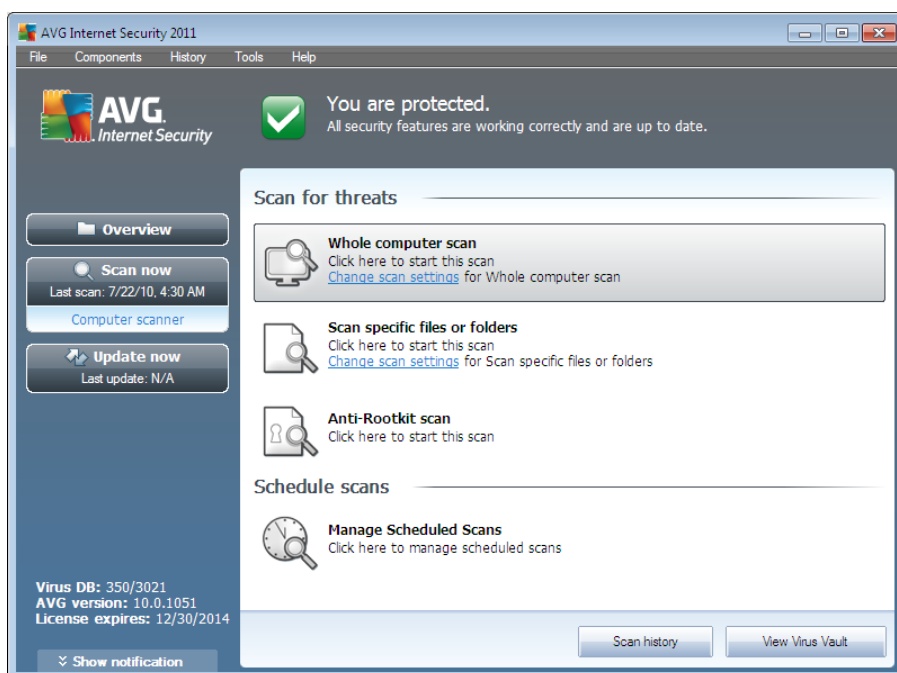 AVG Internet Security 2011
File Components History Tools Help
AVG.
Internet Security
You are protected.
All security features are working correctly and are up to date.
Overview
Scan now
Last scan: 7/22/10, 4:30 AM
Computer scanner
Update now
Last update: N/A
Scan for threats
Whole computer scan
Click here to start this scan
Change scan settings for Whole computer scan
Scan specific files or folders
Click here to start this scan
Change scan settings for Scan specific files or folders
Anti-Rootkit scan
Click here to start this scan
Schedule scans
Manage Scheduled Scans
Click here to manage scheduled scans
Virus DB: 350/3021
AVG version: 10.0.1051
License expires: 12/30/2014
Show notification
Scan history
View Virus Vault